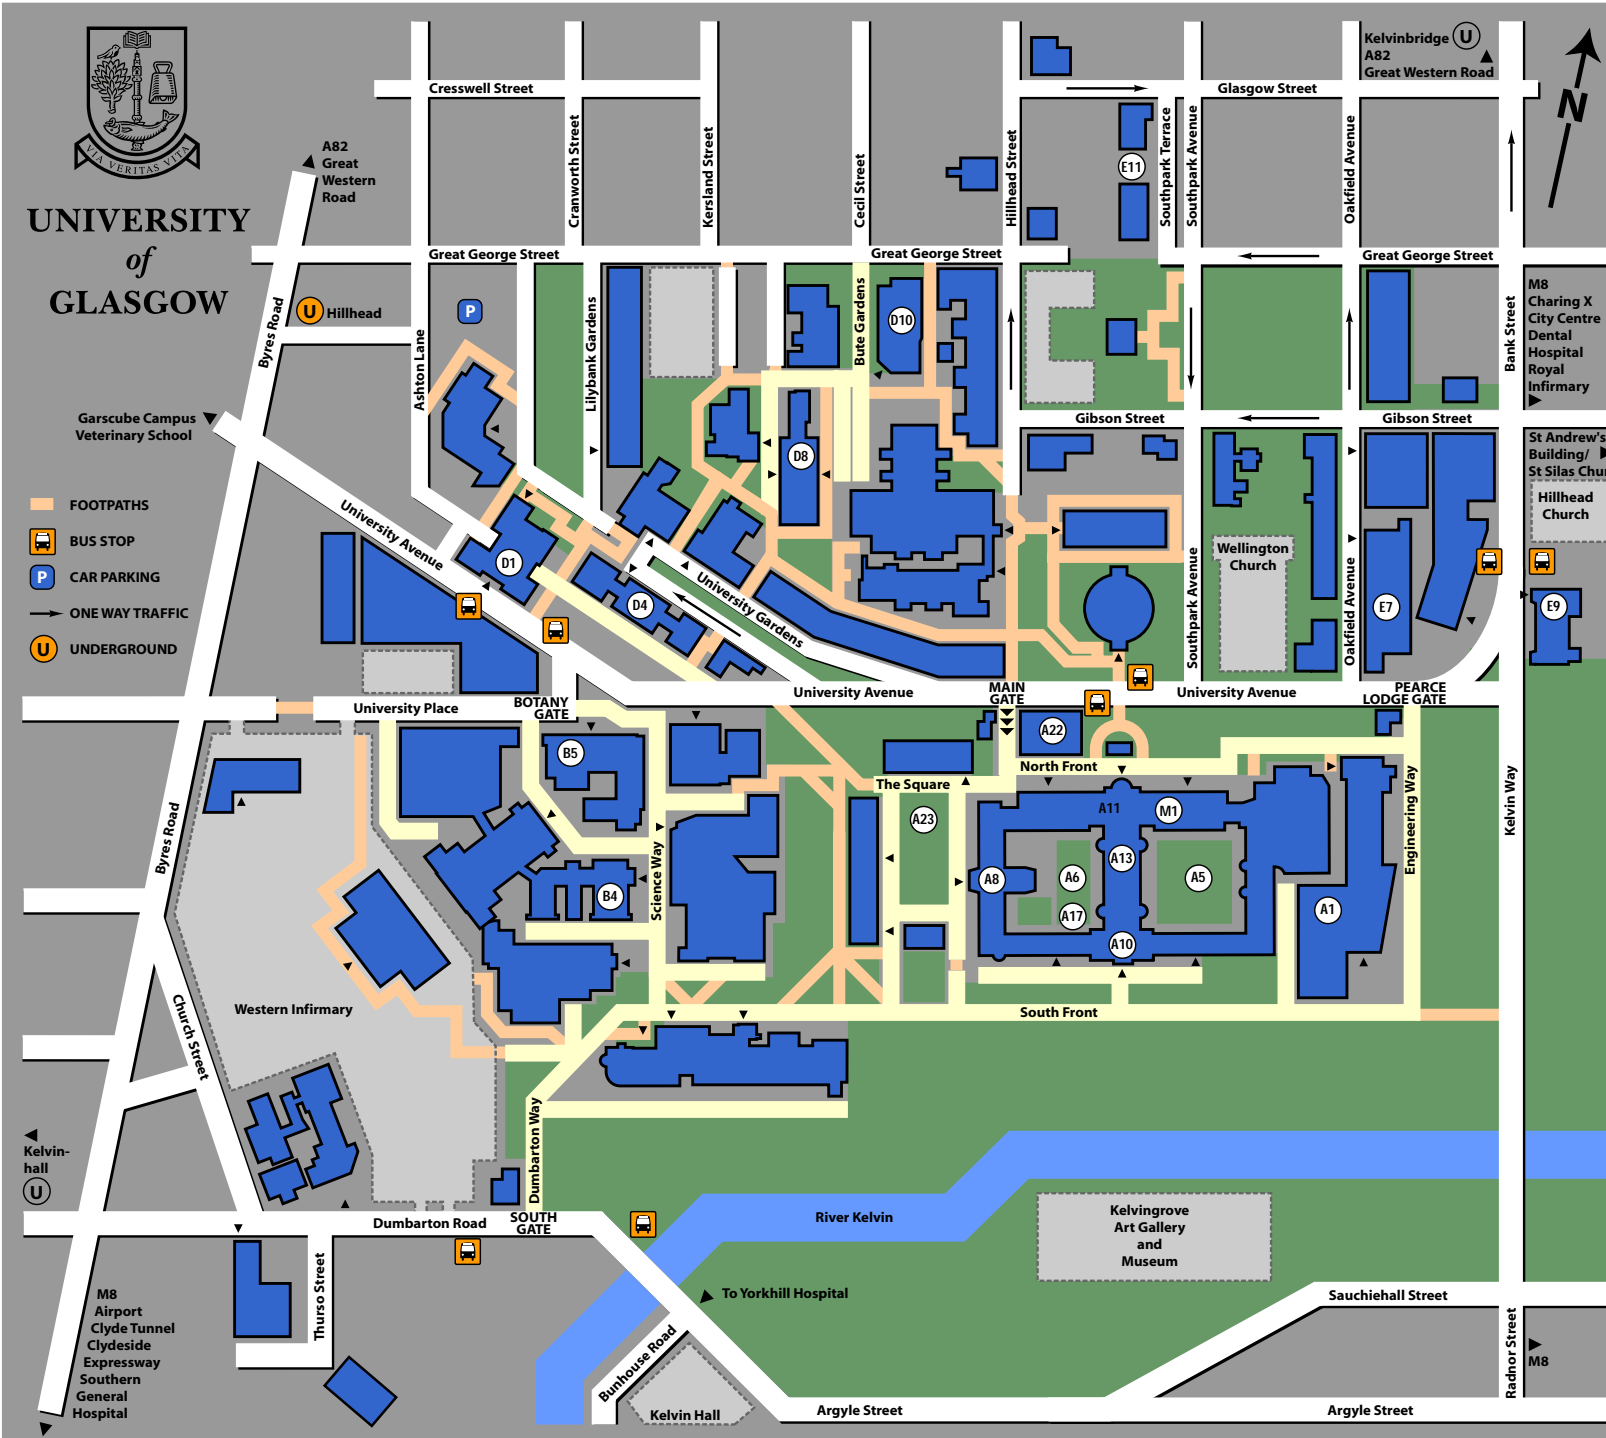 VIA VERITAS VITA
UNIVERSITY
of
GLASGOW
A82
Great
Western
Road
Kelvinbridge U
A82
Great Western Road
N
Cresswell Street
Glasgow Street
Cranworth Street
Kersland Street
Cecil Street
Hillhead Street
Southpark Terrace
Southpark Avenue
Oakfield Avenue
E11
Great George Street
Great George Street
Great George Street
Byres Road
U Hillhead
P
Ashton Lane
Lilybank Gardens
Bute Gardens
D10
Bank Street
M8
Charing X
City Centre
Dental
Hospital
Royal
Infirmary
Garscube Campus
Veterinary School
Gibson Street
Gibson Street
St Andrew's
Building/
St Silas Chur
Hillhead
Church
D8
FOOTPATHS
BUS STOP
P CAR PARKING
ONE WAY TRAFFIC
U UNDERGROUND
University Avenue
D1
D4
University Gardens
Wellington
Church
Southpark Avenue
Oakfield Avenue
E7
E9
University Avenue
MAIN
GATE
University Avenue
PEARCE
LODGE GATE
University Place
BOTANY
GATE
B5
A22
North Front
The Square
A23
A11
M1
A13
A8
A6
A5
A17
A10
A1
Engineering Way
Kelvin Way
Byres Road
B4
Science Way
Western Infirmary
South Front
Church Street
Dumbarton Way
Kelvin-
hall
U
Dumbarton Road
SOUTH
GATE
River Kelvin
Kelvingrove
Art Gallery
and
Museum
To Yorkhill Hospital
Thurso Street
M8
Airport
Clyde Tunnel
Clydeside
Expressway
Southern
General
Hospital
Bunhouse Road
Kelvin Hall
Argyle Street
Sauchiehall Street
Radnor Street
M8
Argyle Street